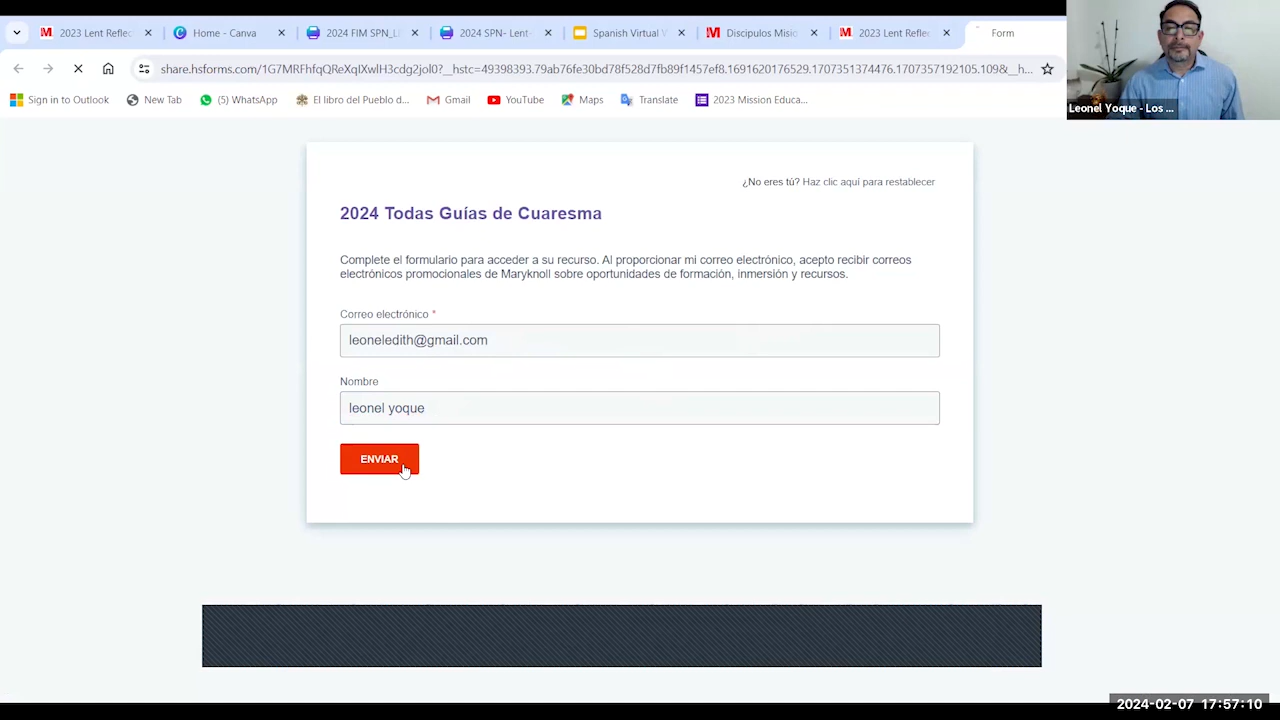 2023 Lent Reflec
Home - Canva
2024 FIM SPN_L
2024 SPN- Lent-
Spanish Virtual V
Discipulos Misio
2023 Lent Reflec
Form
share.hsforms.com/1G7MRFhfqQReXqIXwIH3cdg2jol0?__hstc=29398393.79ab76fe30bd78f528d7fb89f1457ef8.1691620176529.1707351374476.1707357192105.109&__h...
Sign in to Outlook
New Tab
(5) WhatsApp
El libro del Pueblo d...
Gmail
YouTube
Maps
Translate
2023 Mission Educa...
Leonel Yoque - Los ...
¿No eres tú? Haz clic aquí para restablecer
2024 Todas Guías de Cuaresma
Complete el formulario para acceder a su recurso. Al proporcionar mi correo electrónico, acepto recibir correos
electrónicos promocionales de Maryknoll sobre oportunidades de formación, inmersión y recursos.
Correo electrónico *
leoneledith@gmail.com
Nombre
leonel yoque
ENVIAR
2024-02-07 17:57:10